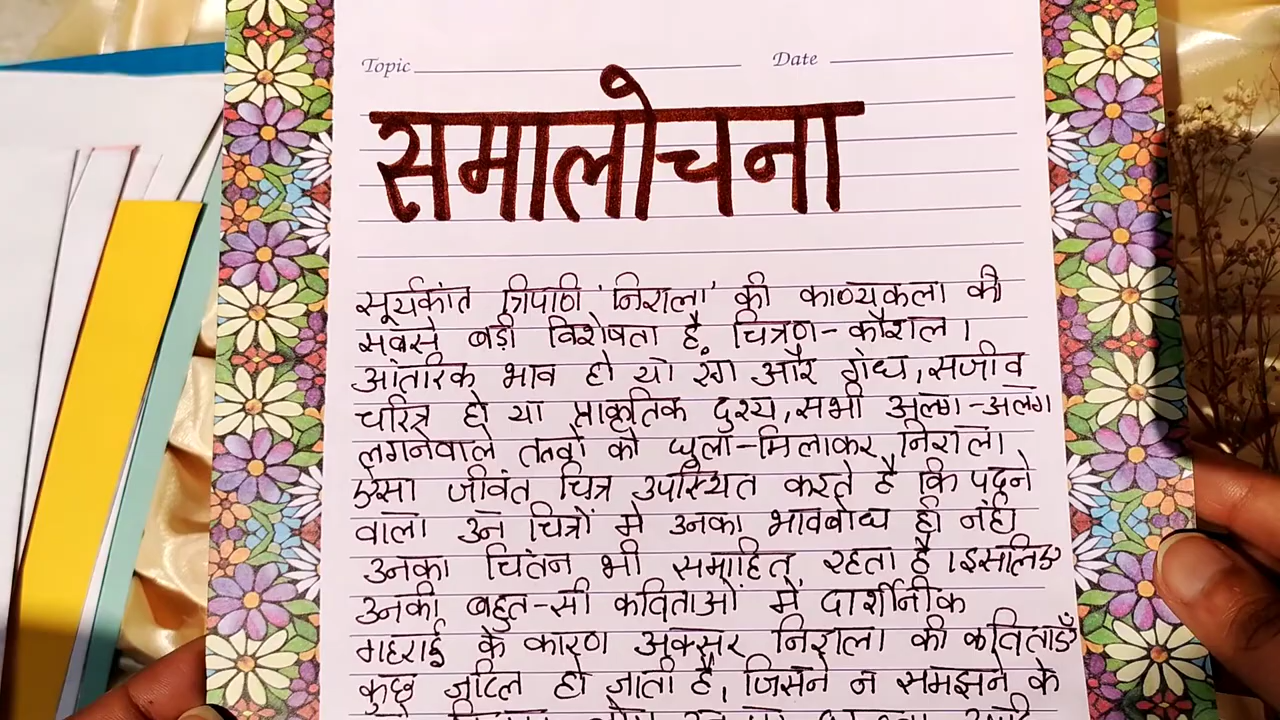 Topic Date
समालोचना
सूर्यकांत त्रिपाठी 'निराला' की काव्यकला की
सबसे बड़ी विशेषता है, चित्रण-कौशल।
आंतरिक भाव हो यो रंग और गंध, सजीव
चरित्र हो या प्राकृतिक दृश्य, सभी अलग-अलग
लगनेवाले तत्वों को घुला-मिलाकर निराला
ऐसा जीवंत चित्र उपस्थित करते है कि पढ़ने
वाला उन चित्रों मे उनका भावबोध ही नंही
उनका चिंतन भी समाहित रहता है। इसलिए
उनकी बहुत-सी कविताओं में दार्शनीक
गहराई के कारण अक्सर निराला की कविताएँ
कुछ जटिल हो जाती है, जिसने न समझने के